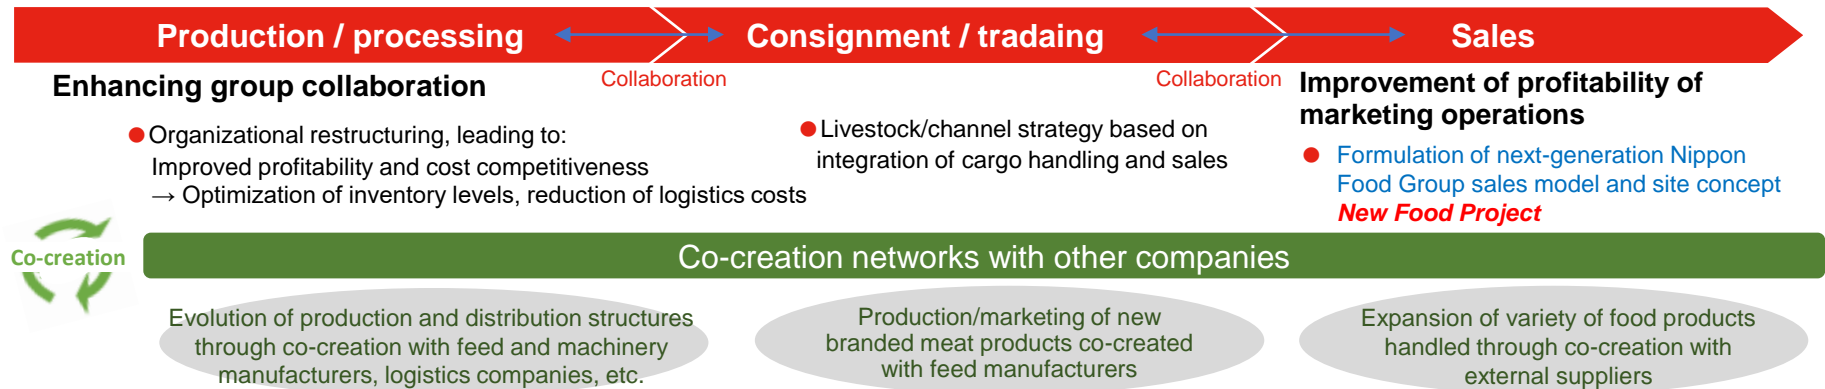 Production / processing
Consignment / tradaing
Sales
Collaboration
Collaboration
Enhancing group collaboration
Organizational restructuring, leading to:
Improved profitability and cost competitiveness
→ Optimization of inventory levels, reduction of logistics costs
Livestock/channel strategy based on
integration of cargo handling and sales
Improvement of profitability of
marketing operations
Formulation of next-generation Nippon
Food Group sales model and site concept
New Food Project
Co-creation
Co-creation networks with other companies
Evolution of production and distribution structures
through co-creation with feed and machinery
manufacturers, logistics companies, etc.
Production/marketing of new
branded meat products co-created
with feed manufacturers
Expansion of variety of food products
handled through co-creation with
external suppliers